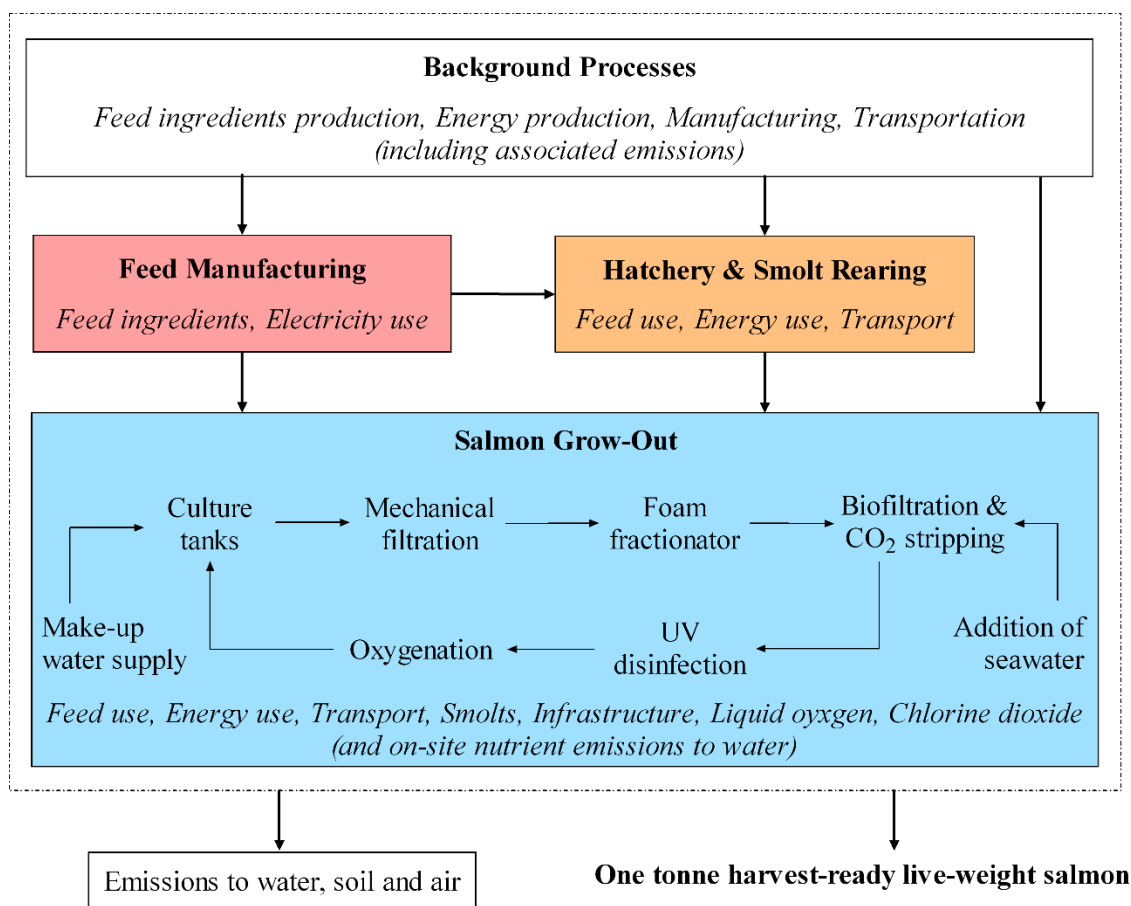 Background Processes
Feed ingredients production, Energy production, Manufacturing, Transportation
(including associated emissions)
Feed Manufacturing
Feed ingredients, Electricity use
Hatchery & Smolt Rearing
Feed use, Energy use, Transport
Salmon Grow-Out
Culture
tanks
Mechanical
filtration
Foam
fractionator
Biofiltration &
CO₂ stripping
Make-up
water supply
Oxygenation
UV
disinfection
Addition of
seawater
Feed use, Energy use, Transport, Smolts, Infrastructure, Liquid oyxgen, Chlorine dioxide
(and on-site nutrient emissions to water)
Emissions to water, soil and air
One tonne harvest-ready live-weight salmon